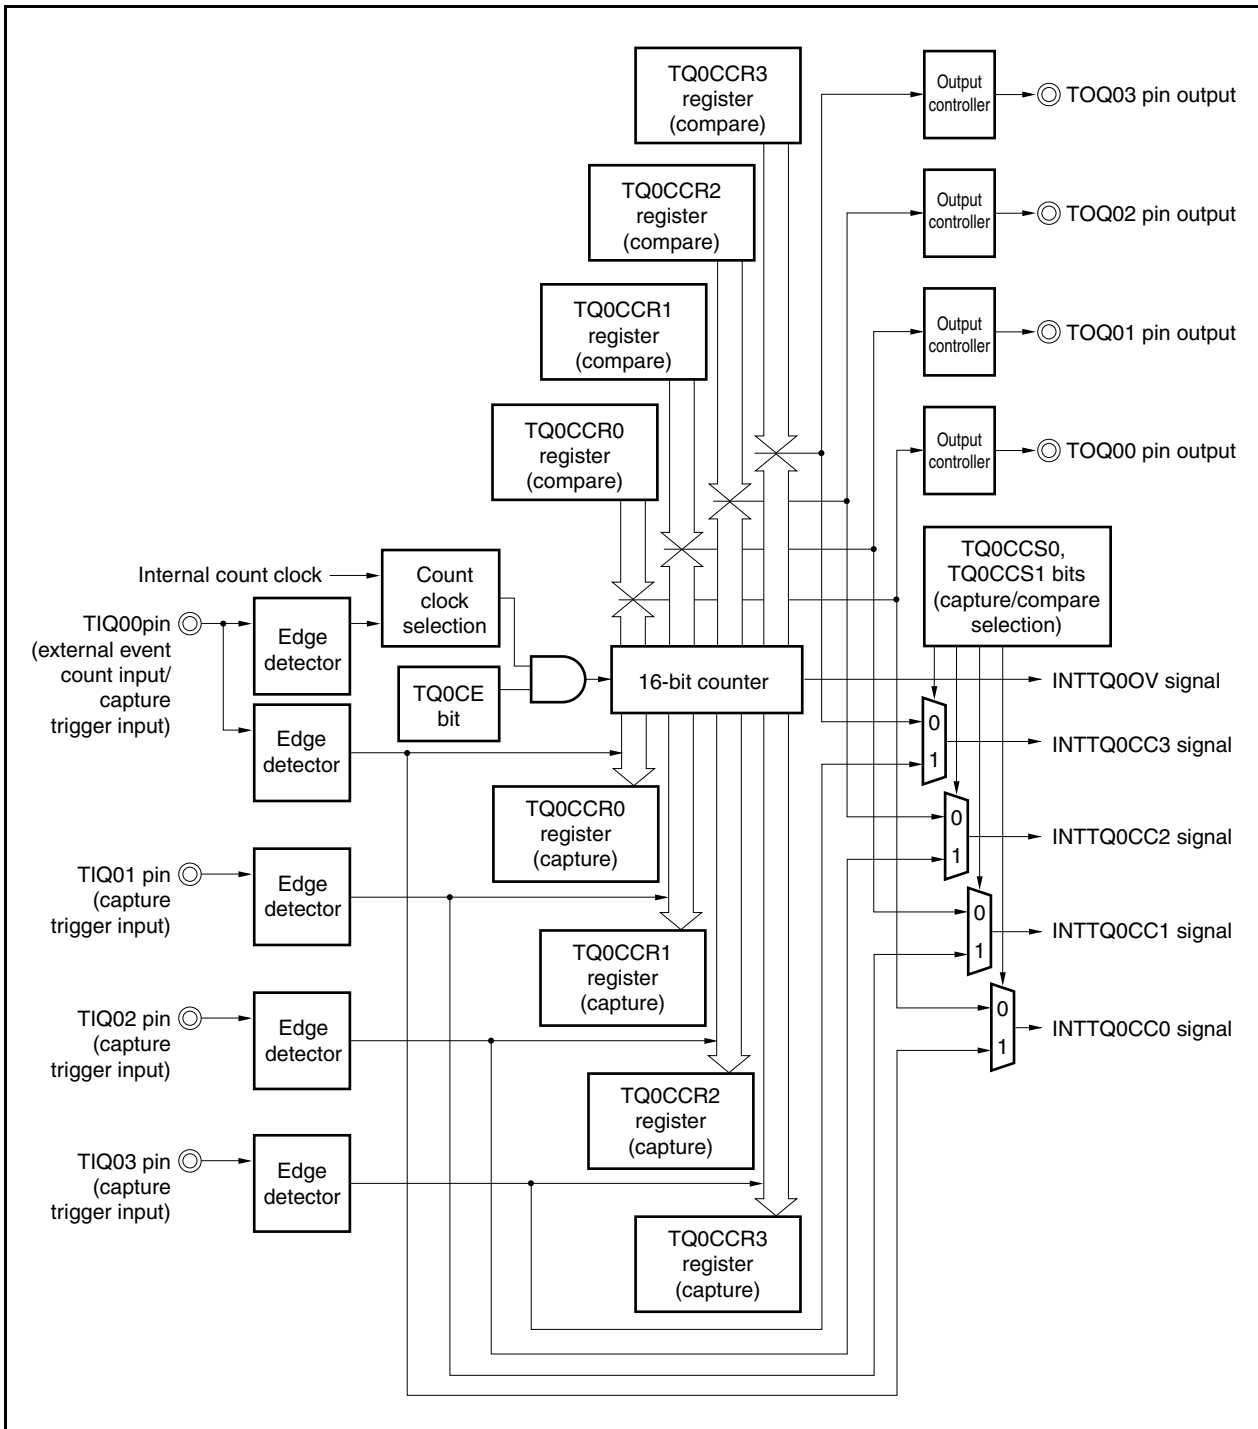 TQ0CCR3
register
(compare)
Output
controller
TOQ03 pin output
TQ0CCR2
register
(compare)
Output
controller
TOQ02 pin output
TQ0CCR1
register
(compare)
Output
controller
TOQ01 pin output
TQ0CCR0
register
(compare)
Output
controller
TOQ00 pin output
TQ0CCS0,
TQ0CCS1 bits
(capture/compare
selection)
Internal count clock
Count
clock
selection
TIQ00pin
(external event
count input/
capture
trigger input)
Edge
detector
TQ0CE
bit
16-bit counter
INTTQ0OV signal
Edge
detector
0
1
INTTQ0CC3 signal
TQ0CCR0
register
(capture)
0
1
INTTQ0CC2 signal
TIQ01 pin
(capture
trigger input)
Edge
detector
0
1
INTTQ0CC1 signal
TQ0CCR1
register
(capture)
0
1
INTTQ0CC0 signal
TIQ02 pin
(capture
trigger input)
Edge
detector
TQ0CCR2
register
(capture)
TIQ03 pin
(capture
trigger input)
Edge
detector
TQ0CCR3
register
(capture)